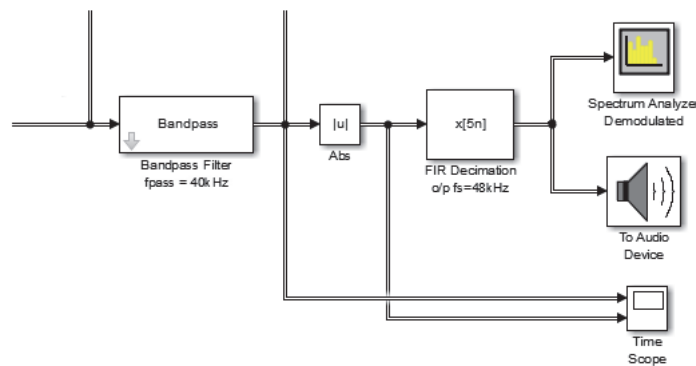 Bandpass
Bandpass Filter
fpass = 40kHz
|u|
Abs
x[5n]
FIR Decimation
o/p fs=48kHz
Spectrum Analyzer
Demodulated
To Audio
Device
Time
Scope